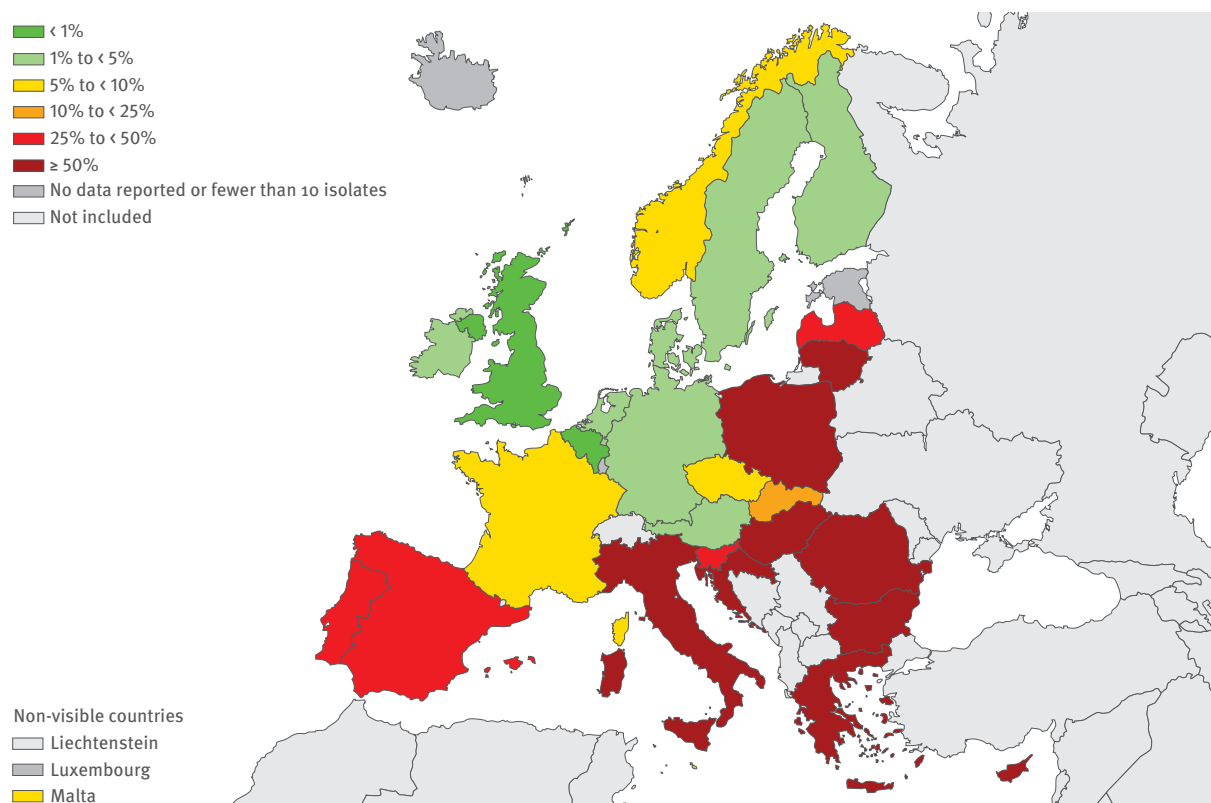 < 1%
1% to < 5%
5% to < 10%
10% to < 25%
25% to < 50%
≥ 50%
No data reported or fewer than 10 isolates
Not included
Non-visible countries
Liechtenstein
Luxembourg
Malta